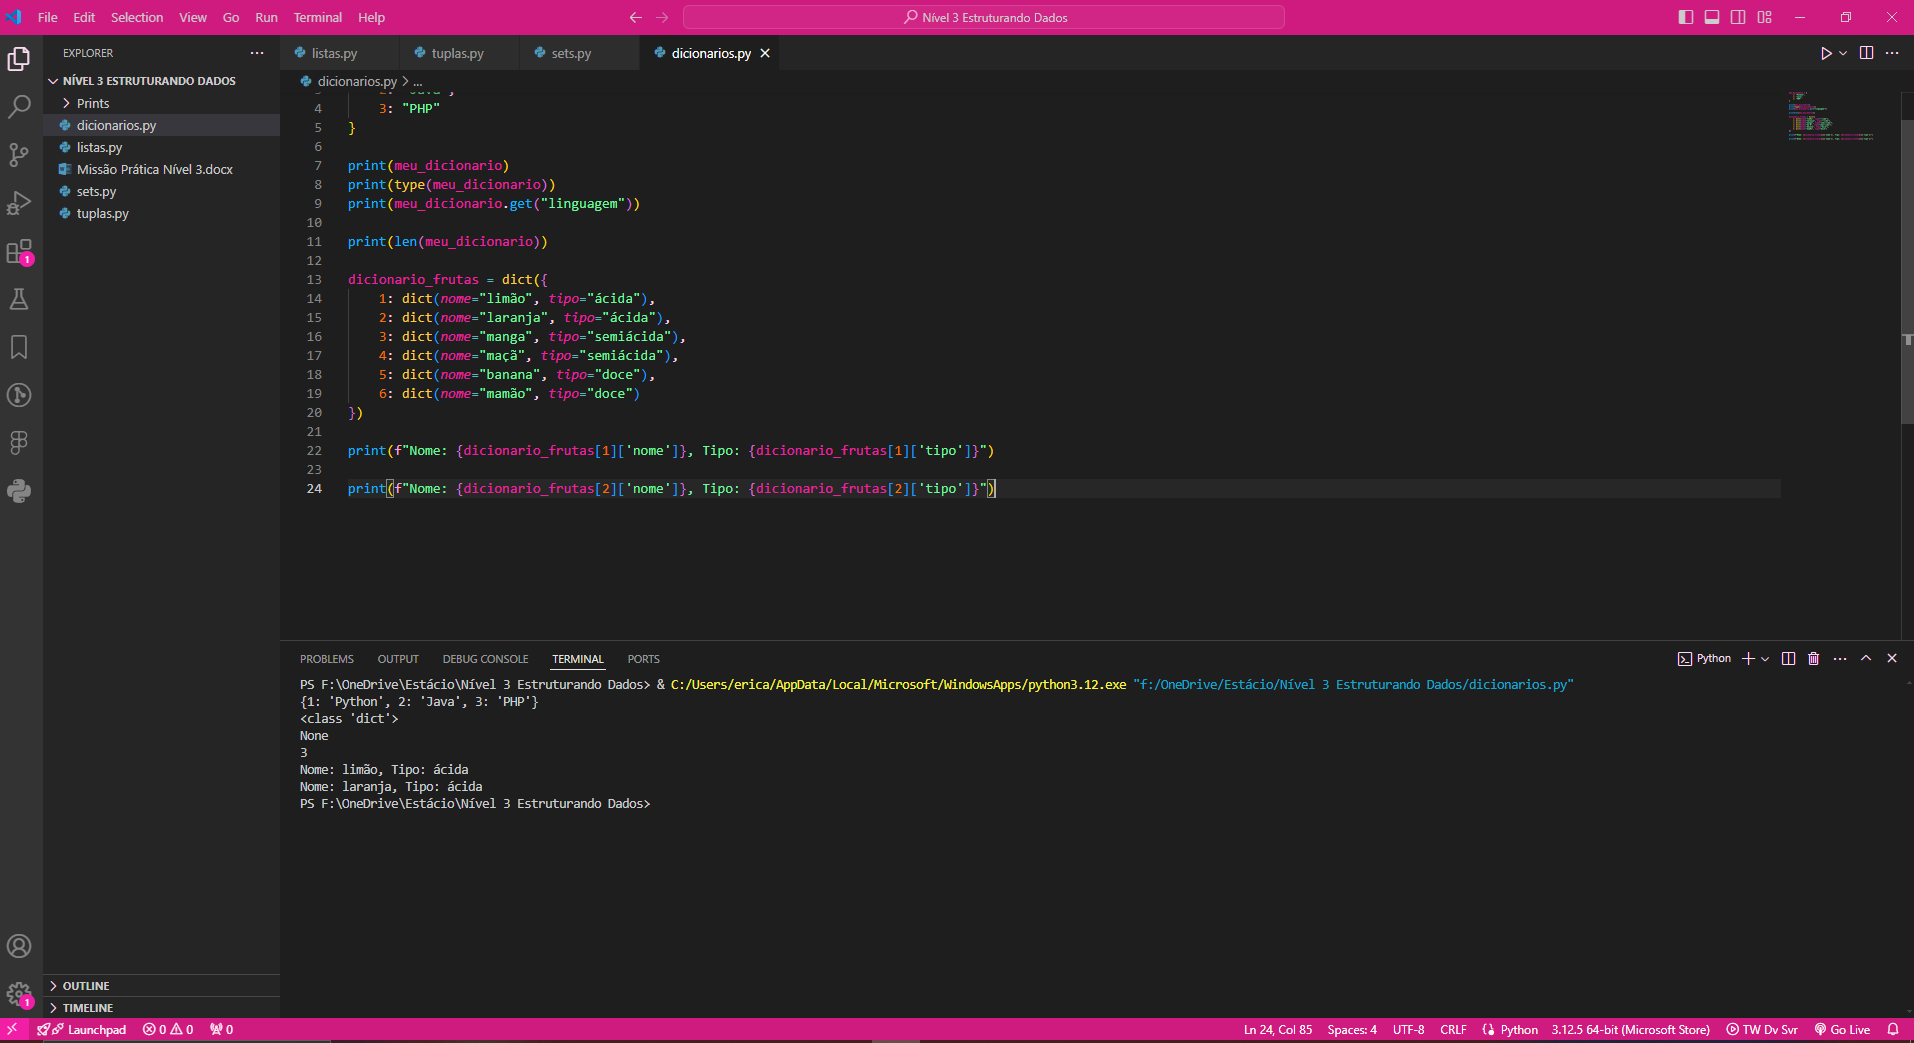 File Edit Selection View Go Run Terminal Help
Nível 3 Estruturando Dados
EXPLORER
NÍVEL 3 ESTRUTURANDO DADOS
Prints
dicionarios.py
listas.py
Missão Prática Nível 3.docx
sets.py
tuplas.py
OUTLINE
TIMELINE
listas.py tuplas.py sets.py dicionarios.py
dicionarios.py > ...
4 3: "PHP"
5 }
6
7 print(meu_dicionario)
8 print(type(meu_dicionario))
9 print(meu_dicionario.get("linguagem"))
10
11 print(len(meu_dicionario))
12
13 dicionario_frutas = dict({
14 1: dict(nome="limão", tipo="ácida"),
15 2: dict(nome="laranja", tipo="ácida"),
16 3: dict(nome="manga", tipo="semiácida"),
17 4: dict(nome="maçã", tipo="semiácida"),
18 5: dict(nome="banana", tipo="doce"),
19 6: dict(nome="mamão", tipo="doce")
20 })
21
22 print(f"Nome: {dicionario_frutas[1]['nome']}, Tipo: {dicionario_frutas[1]['tipo']}")
23
24 print(f"Nome: {dicionario_frutas[2]['nome']}, Tipo: {dicionario_frutas[2]['tipo']}")
PROBLEMS OUTPUT DEBUG CONSOLE TERMINAL PORTS
Python
PS F:\OneDrive\Estácio\Nível 3 Estruturando Dados> & C:/Users/erica/AppData/Local/Microsoft/WindowsApps/python3.12.exe "f:/OneDrive/Estácio/Nível 3 Estruturando Dados/dicionarios.py"
{1: 'Python', 2: 'Java', 3: 'PHP'}
<class 'dict'>
None
3
Nome: limão, Tipo: ácida
Nome: laranja, Tipo: ácida
PS F:\OneDrive\Estácio\Nível 3 Estruturando Dados>
1
1
Launchpad 0 0 0 Ln 24, Col 85 Spaces: 4 UTF-8 CRLF Python 3.12.5 64-bit (Microsoft Store) TW Dv Svr Go Live